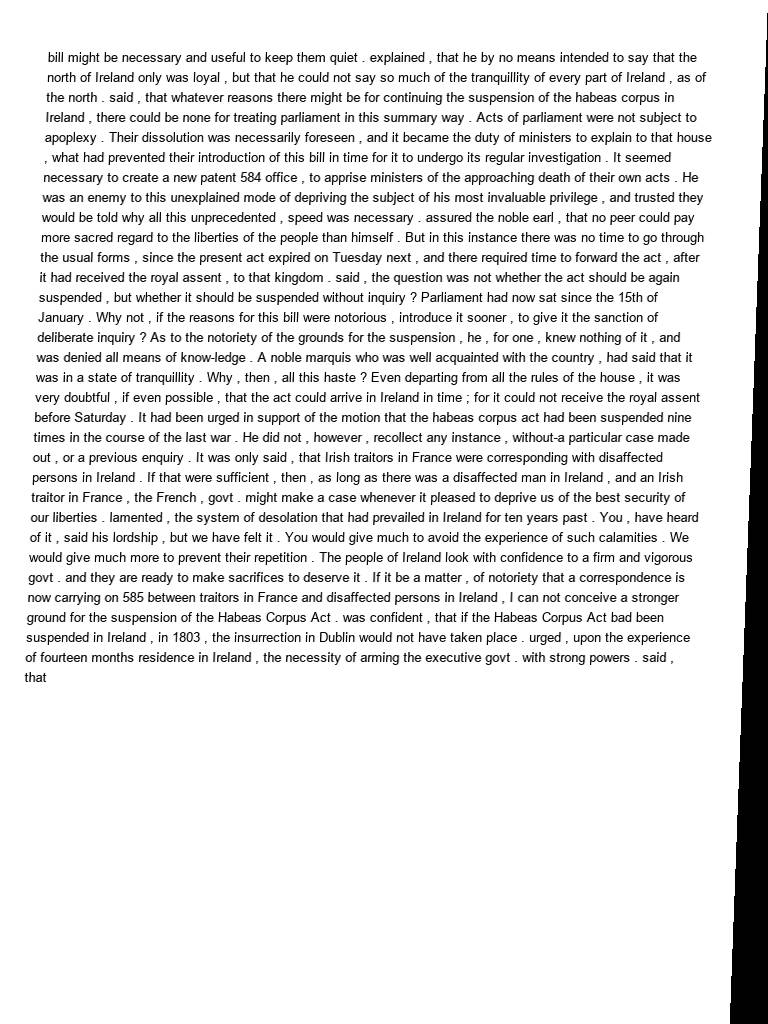 bill might be necessary and useful to keep them quiet . explained , that he by no means intended to say that the
north of Ireland only was loyal , but that he could not say so much of the tranquillity of every part of Ireland , as of
the north . said , that whatever reasons there might be for continuing the suspension of the habeas corpus in
Ireland , there could be none for treating parliament in this summary way . Acts of parliament were not subject to
apoplexy . Their dissolution was necessarily foreseen , and it became the duty of ministers to explain to that house
, what had prevented their introduction of this bill in time for it to undergo its regular investigation . It seemed
necessary to create a new patent 584 office , to apprise ministers of the approaching death of their own acts . He
was an enemy to this unexplained mode of depriving the subject of his most invaluable privilege , and trusted they
would be told why all this unprecedented , speed was necessary . assured the noble earl , that no peer could pay
more sacred regard to the liberties of the people than himself . But in this instance there was no time to go through
the usual forms , since the present act expired on Tuesday next , and there required time to forward the act , after
it had received the royal assent , to that kingdom . said , the question was not whether the act should be again
suspended , but whether it should be suspended without inquiry ? Parliament had now sat since the 15th of
January . Why not , if the reasons for this bill were notorious , introduce it sooner , to give it the sanction of
deliberate inquiry ? As to the notoriety of the grounds for the suspension , he , for one , knew nothing of it , and
was denied all means of know-ledge . A noble marquis who was well acquainted with the country , had said that it
was in a state of tranquillity . Why , then , all this haste ? Even departing from all the rules of the house , it was
very doubtful , if even possible , that the act could arrive in Ireland in time ; for it could not receive the royal assent
before Saturday . It had been urged in support of the motion that the habeas corpus act had been suspended nine
times in the course of the last war . He did not , however , recollect any instance , without-a particular case made
out , or a previous enquiry . It was only said , that Irish traitors in France were corresponding with disaffected
persons in Ireland . If that were sufficient , then , as long as there was a disaffected man in Ireland , and an Irish
traitor in France , the French , govt . might make a case whenever it pleased to deprive us of the best security of
our liberties . lamented , the system of desolation that had prevailed in Ireland for ten years past . You , have heard
of it , said his lordship , but we have felt it . You would give much to avoid the experience of such calamities . We
would give much more to prevent their repetition . The people of Ireland look with confidence to a firm and vigorous
govt . and they are ready to make sacrifices to deserve it . If it be a matter , of notoriety that a correspondence is
now carrying on 585 between traitors in France and disaffected persons in Ireland , I can not conceive a stronger
ground for the suspension of the Habeas Corpus Act . was confident , that if the Habeas Corpus Act bad been
suspended in Ireland , in 1803 , the insurrection in Dublin would not have taken place . urged , upon the experience
of fourteen months residence in Ireland , the necessity of arming the executive govt . with strong powers . said ,
that